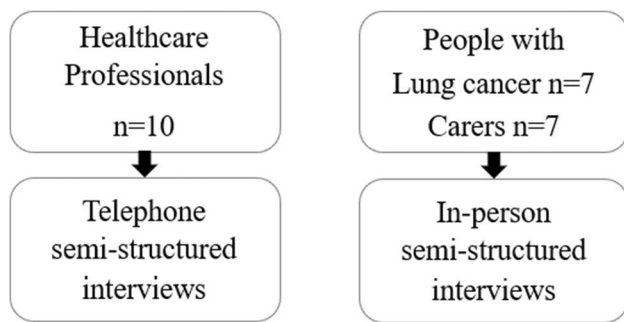 Healthcare
Professionals
n=10
People with
Lung cancer n=7
Carers n=7
Telephone
semi-structured
interviews
In-person
semi-structured
interviews